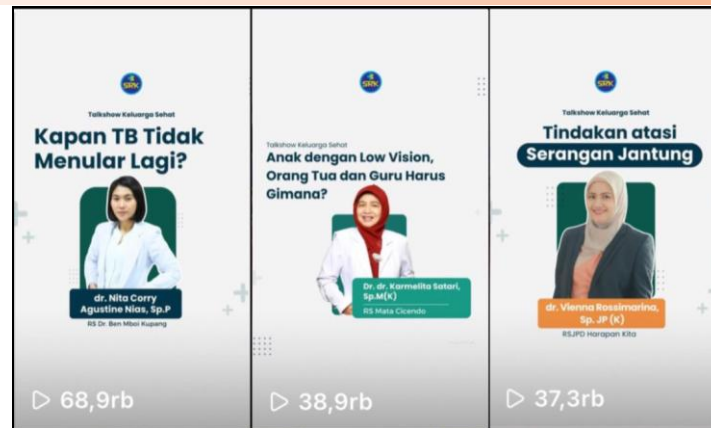 SRK
Talkshow Keluarga Sehat
Kapan TB Tidak
Menular Lagi?
dr. Nita Corry
Agustine Nias, Sp.P
RS Dr. Ben Mboi Kupang
68,9rb
SRK
Talkshow Keluarga Sehat
Anak dengan Low Vision,
Orang Tua dan Guru Harus
Gimana?
Dr. dr. Karmelita Satari,
Sp.M(K)
RS Mata Cicendo
38,9rb
SRK
Talkshow Keluarga Sehat
Tindakan atasi
Serangan Jantung
dr. Vienna Rossimarina,
Sp. JP (K)
RSJPD Harapan Kita
37,3rb